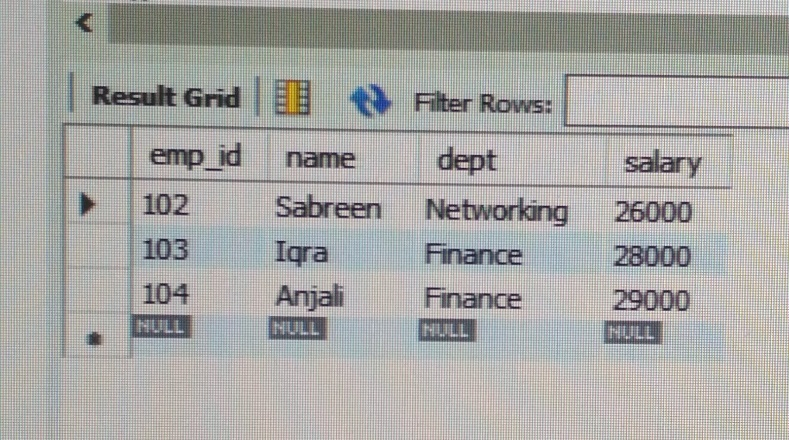 Result Grid Filter Rows:
emp_id name dept salary
102 Sabreen Networking 26000
103 Iqra Finance 28000
104 Anjali Finance 29000
NULL NULL NULL NULL